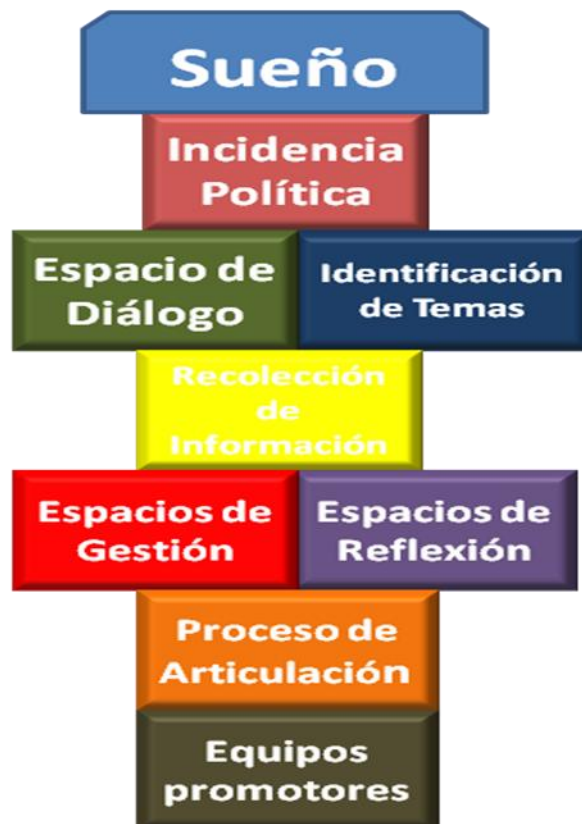 Sueño
Incidencia
Política
Espacio de
Diálogo
Identificación
de Temas
Recolección
de
Información
Espacios de
Gestión
Espacios de
Reflexión
Proceso de
Articulación
Equipos
promotores